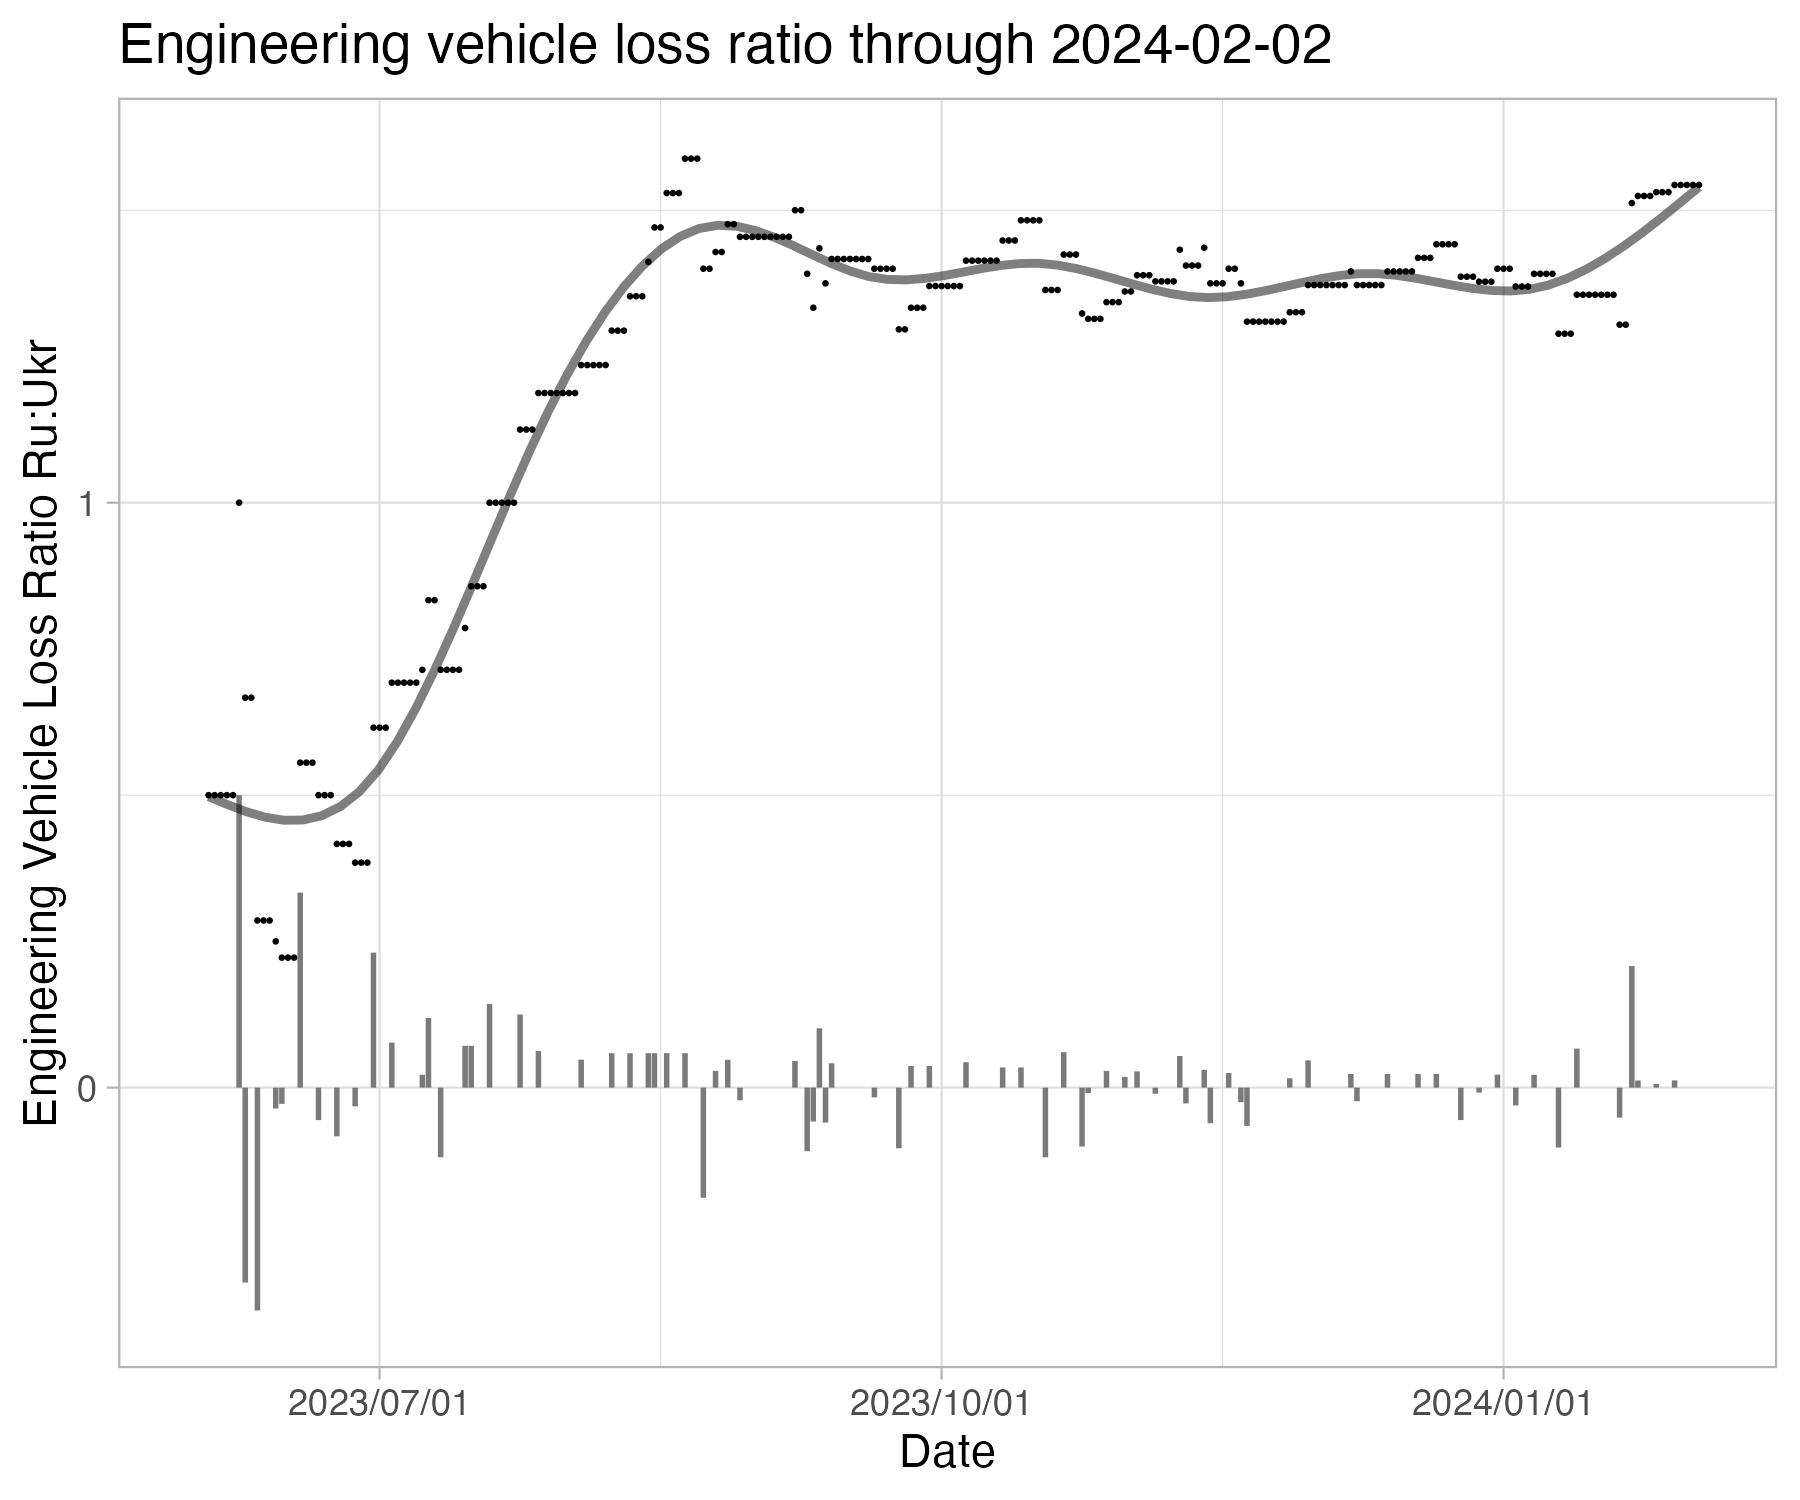 Engineering vehicle loss ratio through 2024-02-02
Engineering Vehicle Loss Ratio Ru:Ukr
1
0
2023/07/01
2023/10/01
2024/01/01
Date